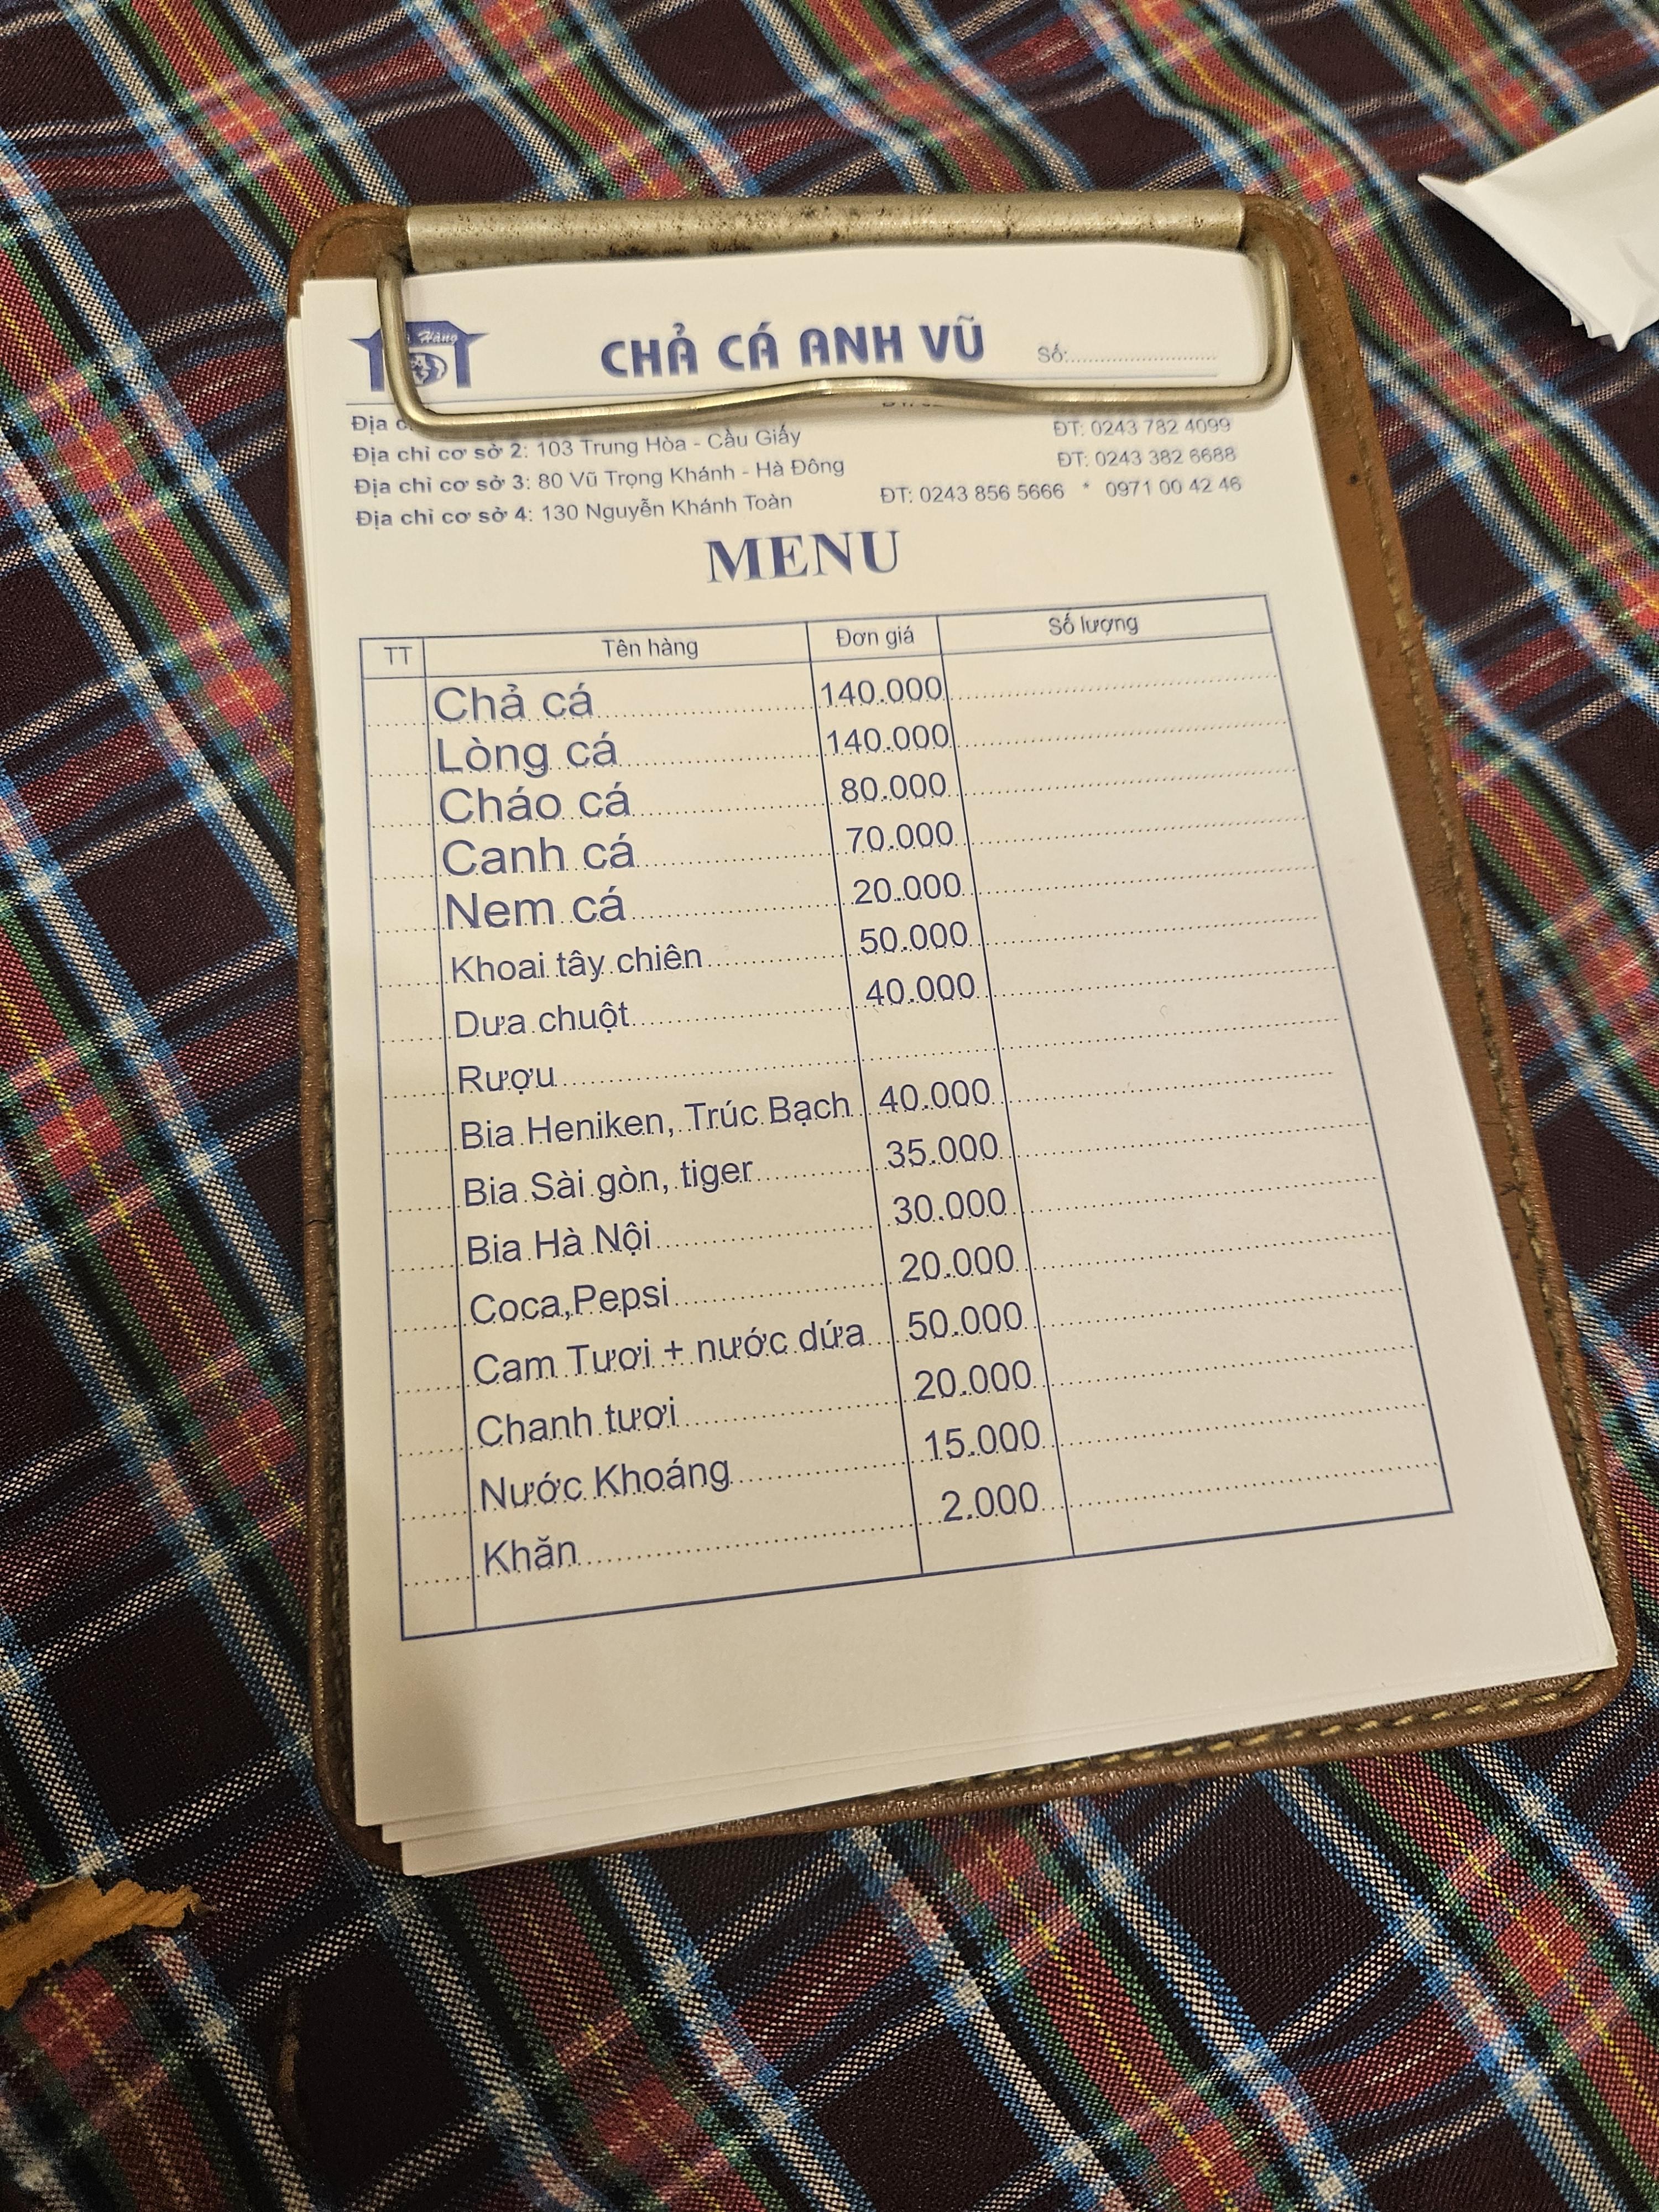 Hàng
CHẢ CÁ ANH VŨ Số:
Địa
Địa chỉ cơ sở 2: 103 Trung Hòa - Cầu Giấy ĐT: 0243 782 4099
Địa chỉ cơ sở 3: 80 Vũ Trọng Khánh - Hà Đông ĐT: 0243 382 6688
Địa chỉ cơ sở 4: 130 Nguyễn Khánh Toàn ĐT: 0243 856 5666 * 0971 00 42 46
MENU
TT Tên hàng Đơn giá Số lượng
Chả cá 140.000
Lòng cá 140.000
Cháo cá 80.000
Canh cá 70.000
Nem cá 20.000
Khoai tây chiên 50.000
Dưa chuột 40.000
Rượu
Bia Heniken, Trúc Bạch 40.000
Bia Sài gòn, tiger 35.000
Bia Hà Nội 30.000
Coca,Pepsi 20.000
Cam Tươi + nước dứa 50.000
Chanh tươi 20.000
Nước Khoáng 15.000
Khăn 2.000